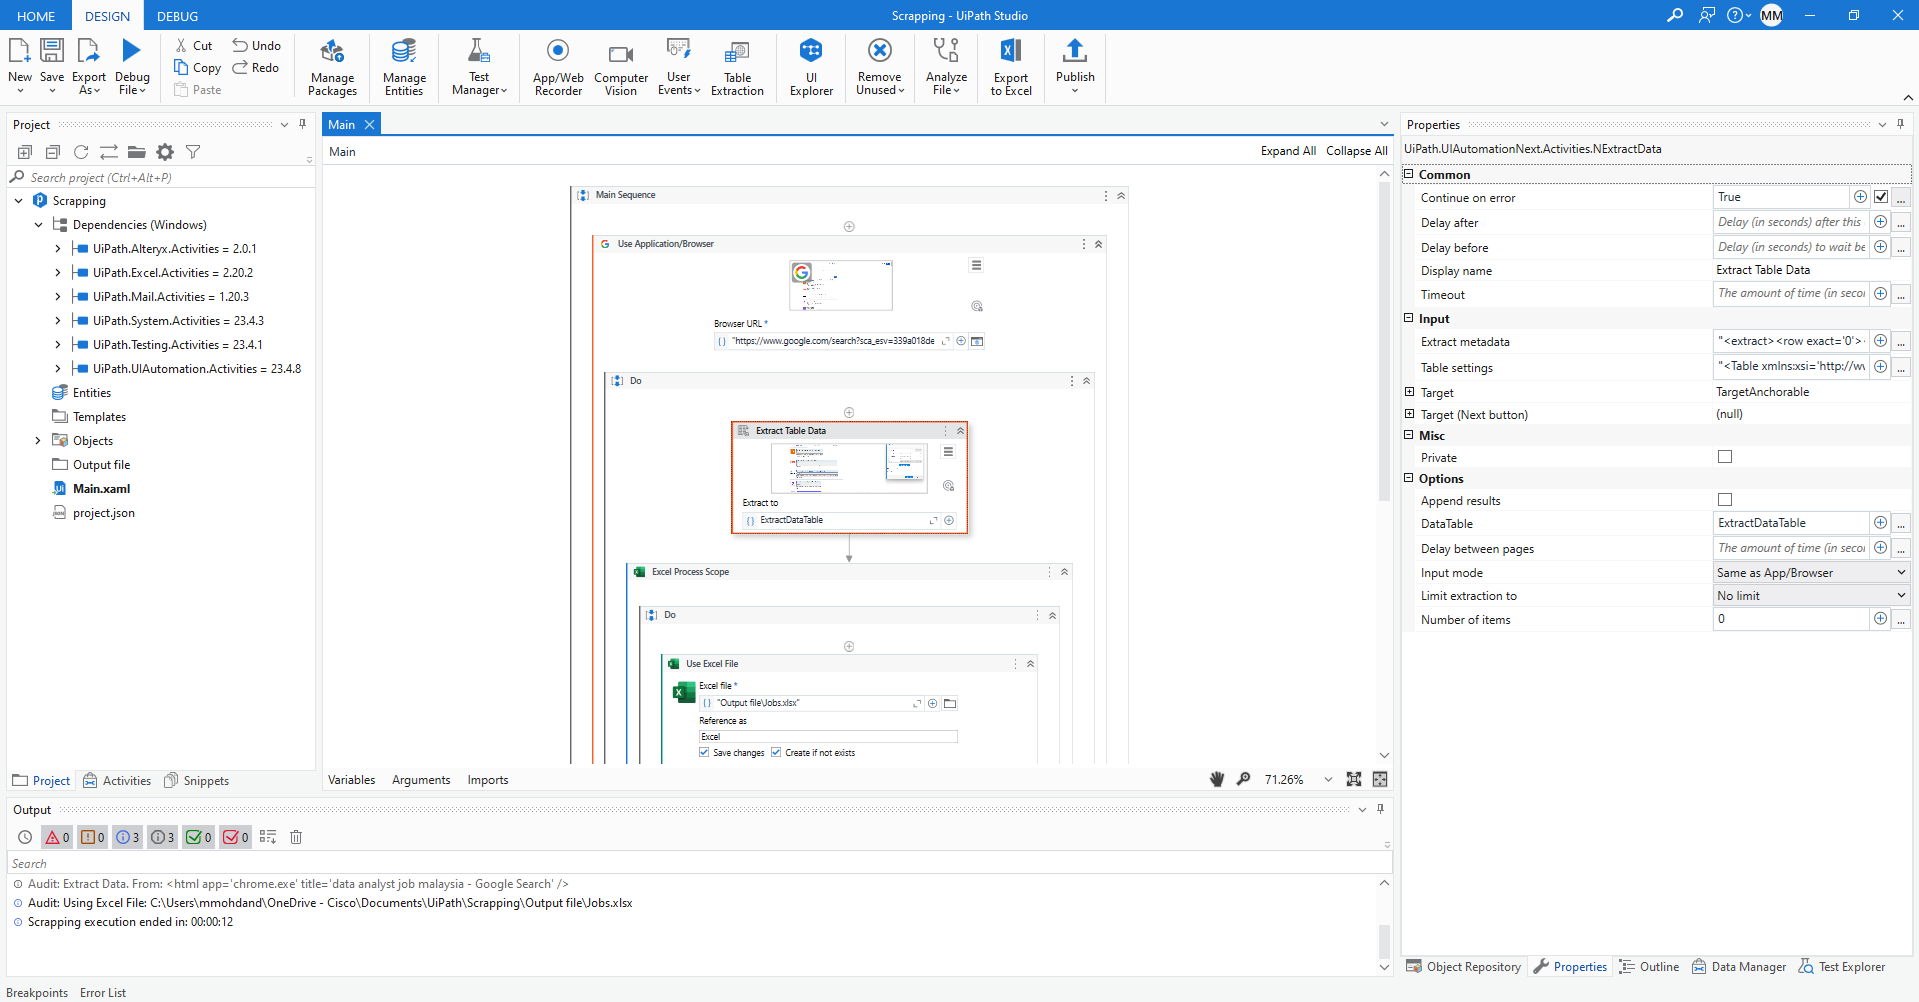 HOME DESIGN DEBUG Scrapping - UiPath Studio MM
New Save Export As Debug File Cut Copy Paste Undo Redo Manage Packages Manage Entities Test Manager App/Web Recorder Computer Vision User Events Table Extraction UI Explorer Remove Unused Analyze File Export to Excel Publish
Project
Search project (Ctrl+Alt+P)
Scrapping
Dependencies (Windows)
UiPath.Alteryx.Activities = 2.0.1
UiPath.Excel.Activities = 2.20.2
UiPath.Mail.Activities = 1.20.3
UiPath.System.Activities = 23.4.3
UiPath.Testing.Activities = 23.4.1
UiPath.UIAutomation.Activities = 23.4.8
Entities
Templates
Objects
Output file
Main.xaml
project.json
Project Activities Snippets
Main
Main Expand All Collapse All
Main Sequence
Use Application/Browser
Browser URL *
"https://www.google.com/search?sca_esv=339a018de
Do
Extract Table Data
Extract to
ExtractDataTable
Excel Process Scope
Do
Use Excel File
Excel file *
"Output file\Jobs.xlsx"
Reference as
Excel
Save changes Create if not exists
Variables Arguments Imports 71.26%
Properties
UiPath.UIAutomationNext.Activities.NExtractData
Common
Continue on error True ...
Delay after Delay (in seconds) after this ...
Delay before Delay (in seconds) to wait be ...
Display name Extract Table Data
Timeout The amount of time (in secon ...
Input
Extract metadata "<extract><row exact='0'> ...
Table settings "<Table xmlns:xsi='http://w ...
Target TargetAnchorable
Target (Next button) (null)
Misc
Private
Options
Append results
DataTable ExtractDataTable ...
Delay between pages The amount of time (in secon ...
Input mode Same as App/Browser
Limit extraction to No limit
Number of items 0 ...
Object Repository Properties Outline Data Manager Test Explorer
Output
0 0 3 3 0 0
Search
Audit: Extract Data. From: <html app='chrome.exe' title='data analyst job malaysia - Google Search' />
Audit: Using Excel File: C:\Users\mmohdand\OneDrive - Cisco\Documents\UiPath\Scrapping\Output file\Jobs.xlsx
Scrapping execution ended in: 00:00:12
Breakpoints Error List